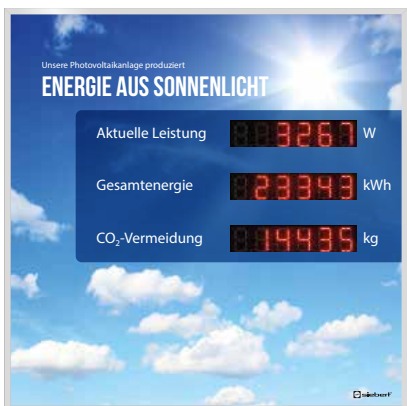 Unsere Photovoltaikanlage produziert
ENERGIE AUS SONNENLICHT
Aktuelle Leistung 3267 W
Gesamtenergie 23343 kWh
CO₂-Vermeidung 14435 kg
siebert